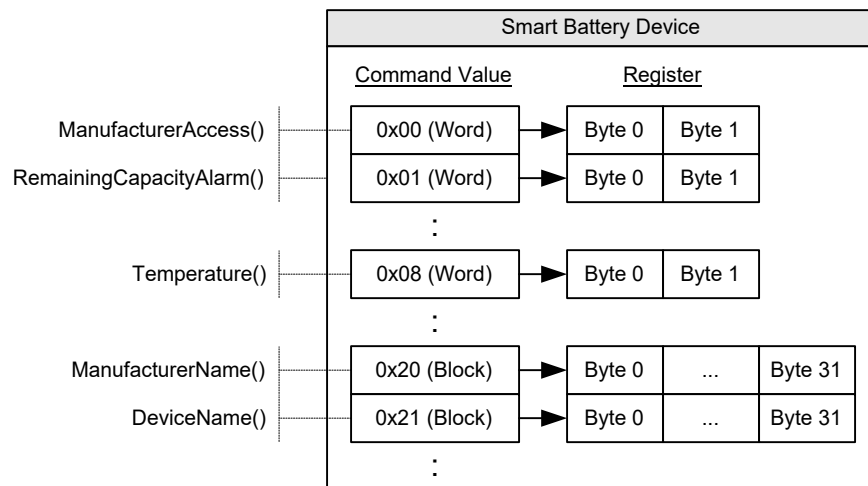 Smart Battery Device
Command Value Register
ManufacturerAccess() 0x00 (Word) Byte 0 Byte 1
RemainingCapacityAlarm() 0x01 (Word) Byte 0 Byte 1
:
Temperature() 0x08 (Word) Byte 0 Byte 1
:
ManufacturerName() 0x20 (Block) Byte 0 ... Byte 31
DeviceName() 0x21 (Block) Byte 0 ... Byte 31
: